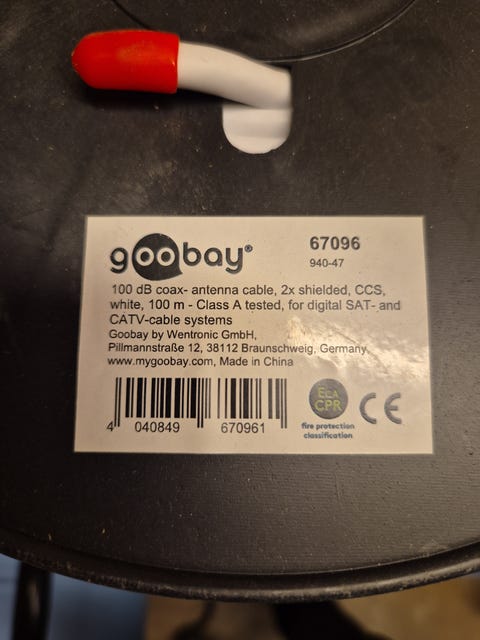 goobay®
67096
940-47
100 dB coax- antenna cable, 2x shielded, CCS,
white, 100 m - Class A tested, for digital SAT- and
CATV-cable systems
Goobay by Wentronic GmbH,
Pillmannstraße 12, 38112 Braunschweig, Germany
www.mygoobay.com, Made in China
4 040849 670961
ECA
CPR
fire protection
classification
CE